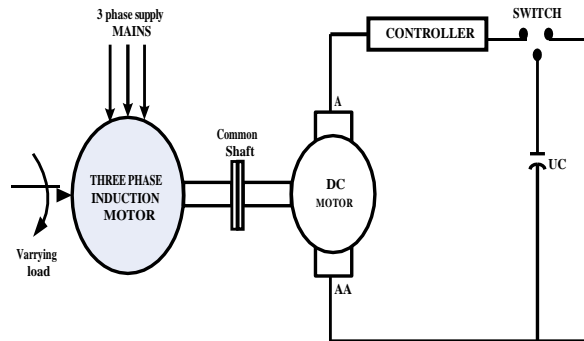 3 phase supply
MAINS
CONTROLLER
SWITCH
A
Common
Shaft
THREE PHASE
INDUCTION
MOTOR
DC
MOTOR
UC
Varrying
load
AA